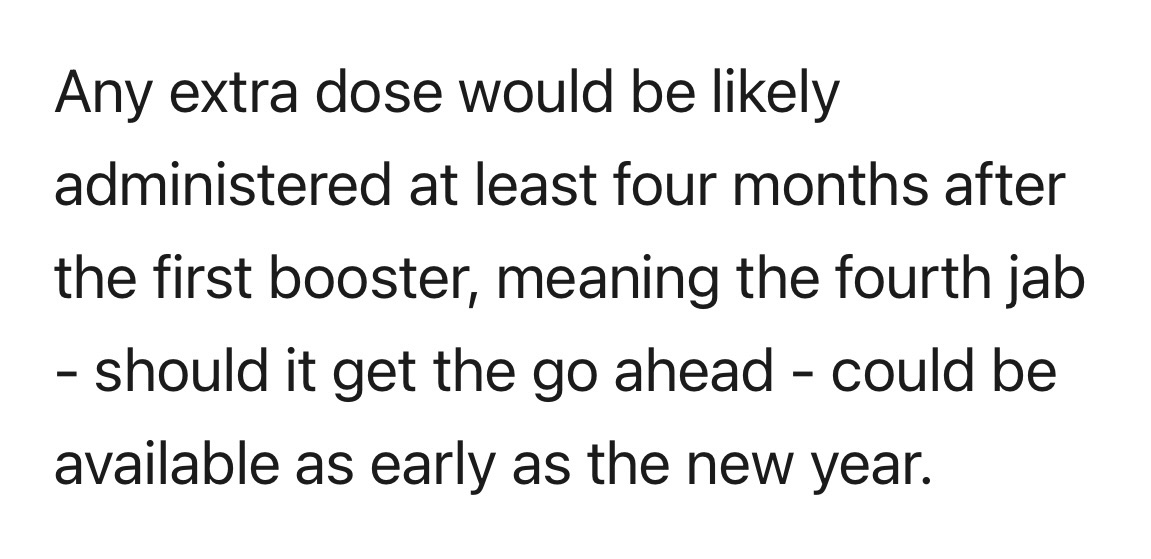 Any extra dose would be likely
administered at least four months after
the first booster, meaning the fourth jab
- should it get the go ahead - could be
available as early as the new year.